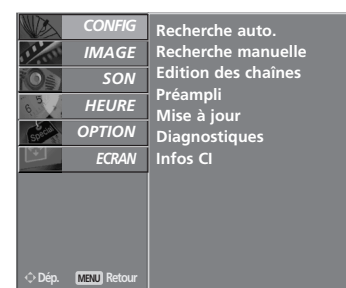 CONFIG
IMAGE
SON
HEURE
OPTION
ECRAN
Recherche auto.
Recherche manuelle
Edition des chaînes
Préampli
Mise à jour
Diagnostiques
Infos CI
Dép. MENU Retour